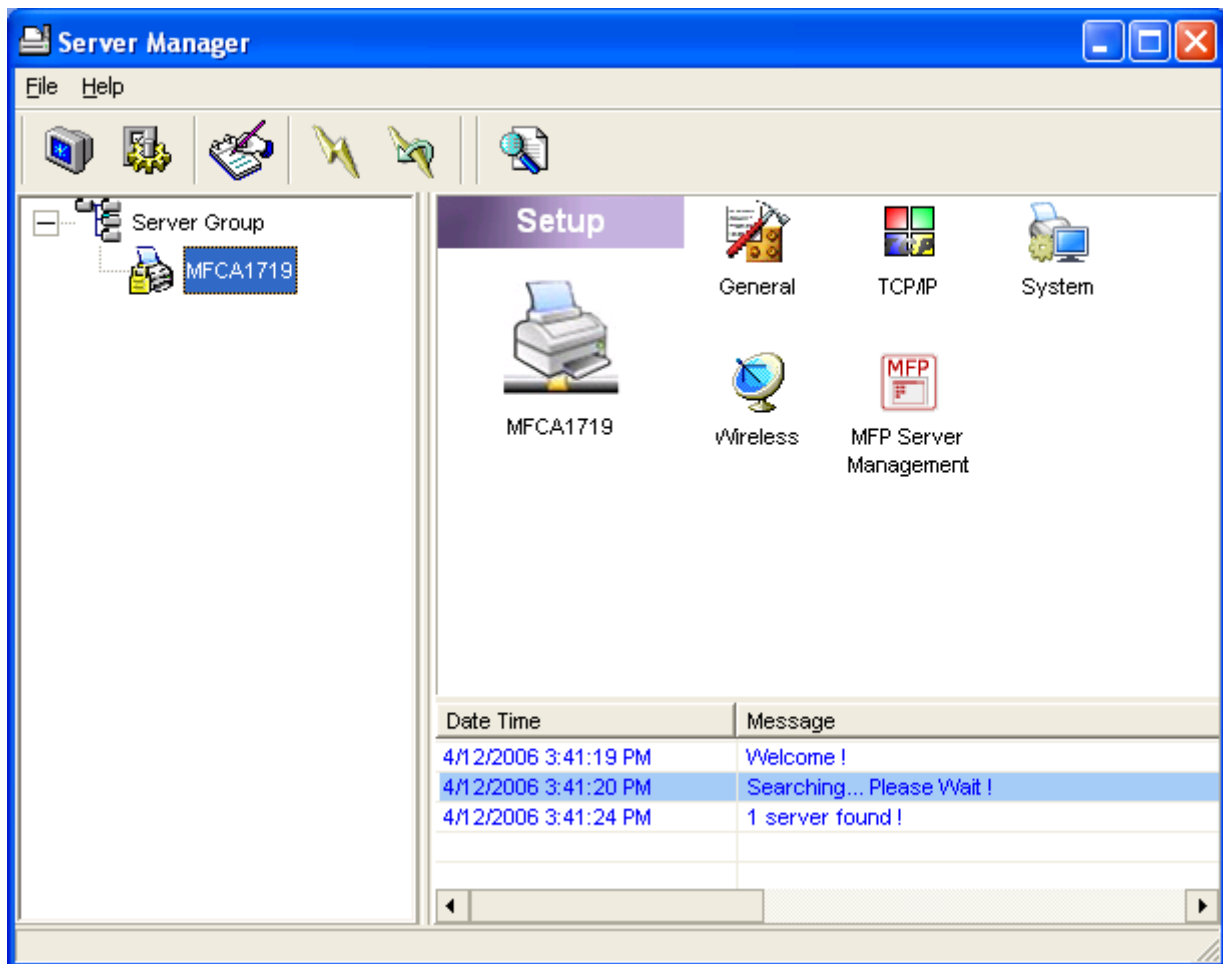 Server Manager
File Help
Server Group
MFCA1719
Setup
MFCA1719
General
TCP/IP
System
Wireless
MFP
MFP Server
Management
Date Time Message
4/12/2006 3:41:19 PM Welcome !
4/12/2006 3:41:20 PM Searching... Please Wait !
4/12/2006 3:41:24 PM 1 server found !